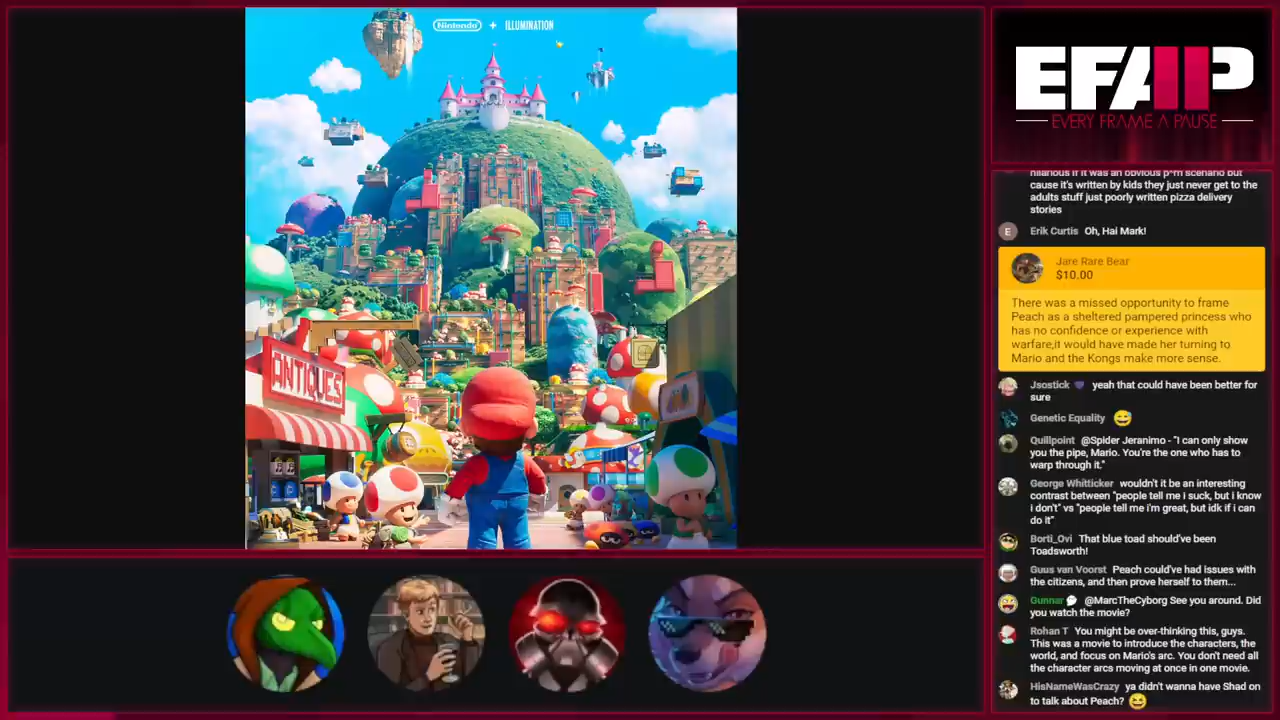 Nintendo + ILLUMINATION
ANTIQUES
EFAP
EVERY FRAME A PAUSE
hilarious if it was an obvious p*rn scenario but
cause it's written by kids they just never get to the
adults stuff just poorly written pizza delivery
stories
E Erik Curtis Oh, Hai Mark!
Jare Rare Bear
$10.00
There was a missed opportunity to frame
Peach as a sheltered pampered princess who
has no confidence or experience with
warfare,it would have made her turning to
Mario and the Kongs make more sense.
Jsostick 💜 yeah that could have been better for
sure
Genetic Equality 😅
Quillpoint @Spider Jeranimo - "I can only show
you the pipe, Mario. You're the one who has to
warp through it."
George Whitticker wouldn't it be an interesting
contrast between "people tell me i suck, but i know
i don't" vs "people tell me i'm great, but idk if i can
do it"
Borti_Ovi That blue toad should've been
Toadsworth!
Guus van Voorst Peach could've had issues with
the citizens, and then prove herself to them...
Gunnar @MarcTheCyborg See you around. Did
you watch the movie?
Rohan T You might be over-thinking this, guys.
This was a movie to introduce the characters, the
world, and focus on Mario's arc. You don't need all
the character arcs moving at once in one movie.
HisNameWasCrazy ya didn't wanna have Shad on
to talk about Peach? 😆